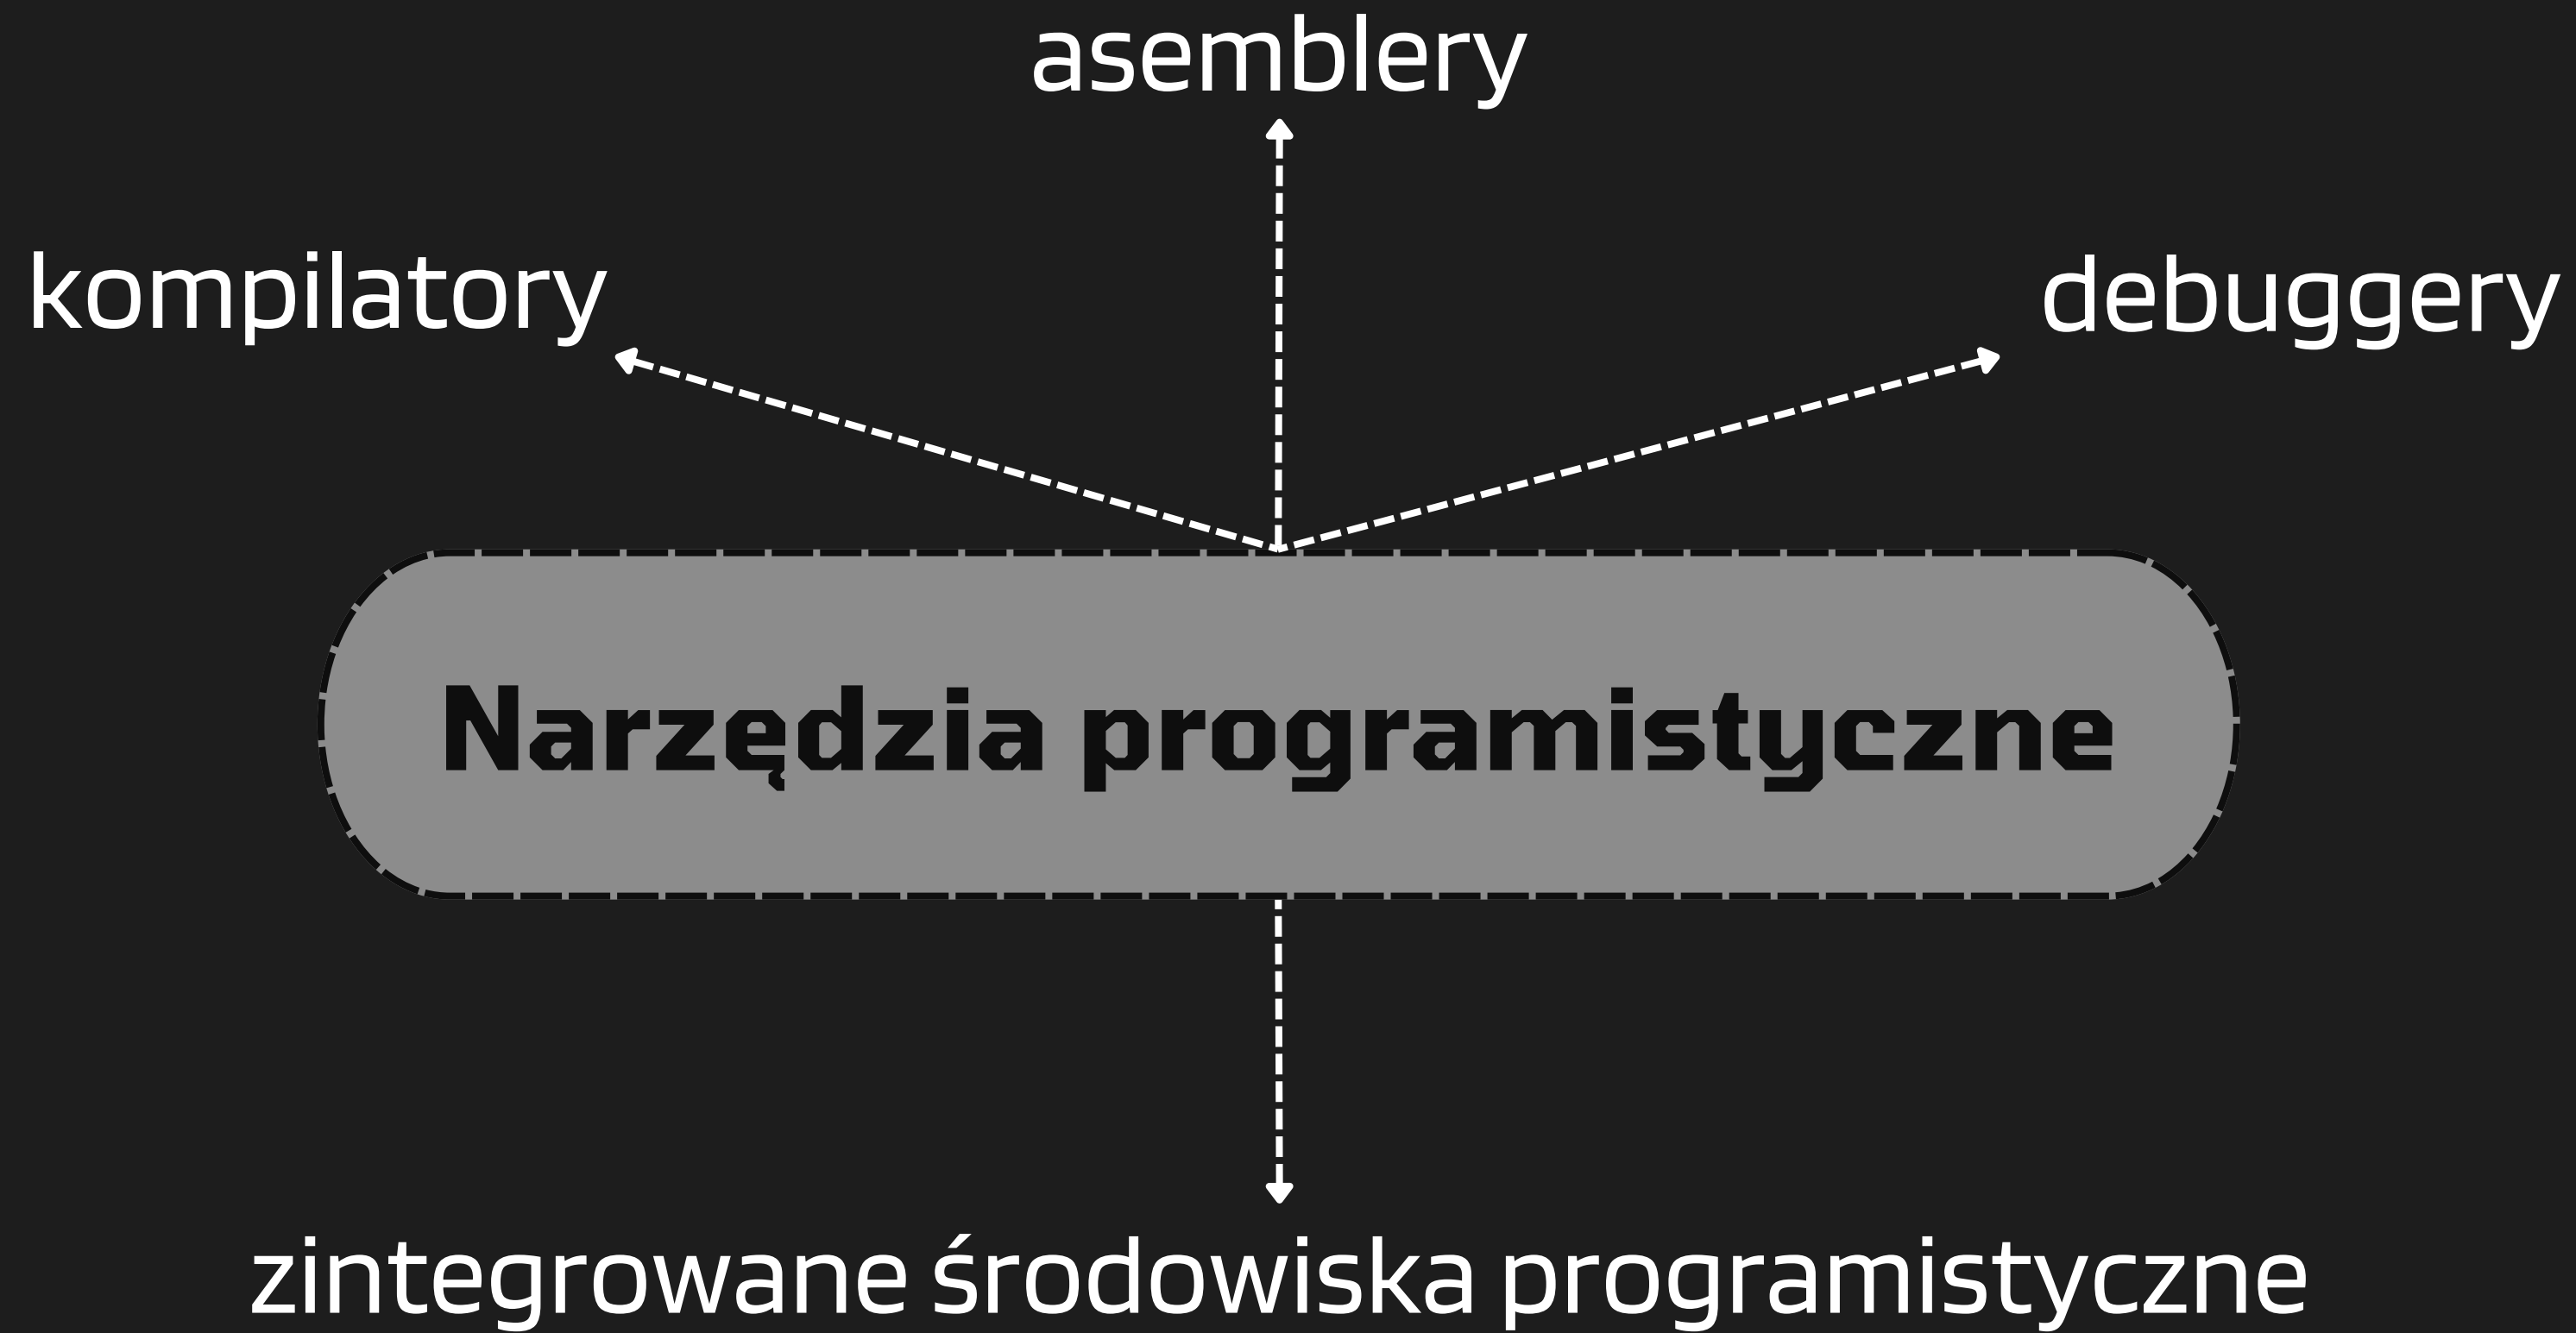 asemblery
kompilatory
debuggery
Narzędzia programistyczne
zintegrowane środowiska programistyczne